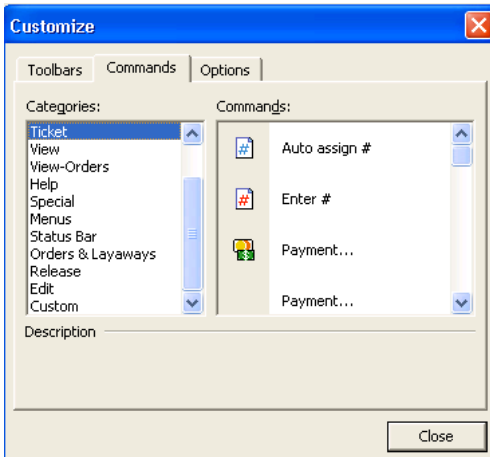 Customize
Toolbars Commands Options
Categories: Commands:
Ticket
View
View-Orders
Help
Special
Menus
Status Bar
Orders & Layaways
Release
Edit
Custom
# Auto assign #
# Enter #
Payment...
Payment...
Description
Close